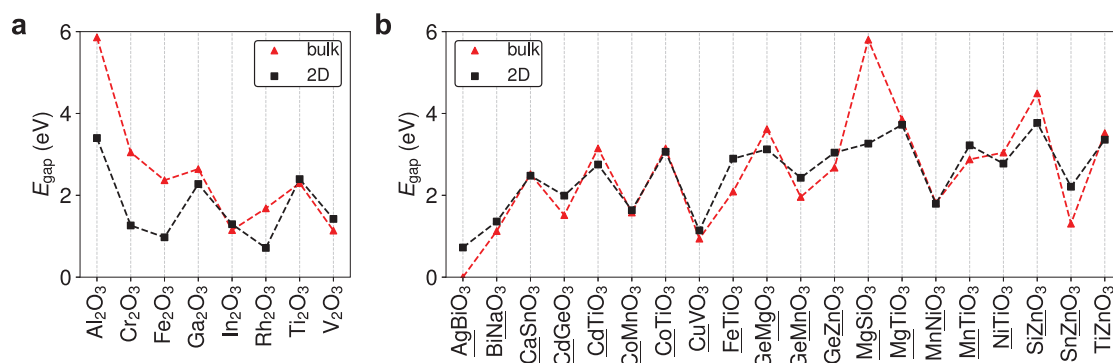 a
E_gap (eV)
6
4
2
0
bulk
2D
Al₂O₃
Cr₂O₃
Fe₂O₃
Ga₂O₃
In₂O₃
Rh₂O₃
Ti₂O₃
V₂O₃
b
E_gap (eV)
6
4
2
0
bulk
2D
AgBiO₃
BiNaO₃
CaSnO₃
CdGeO₃
CdTiO₃
CoMnO₃
CoTiO₃
CuVO₃
FeTiO₃
GeMgO₃
GeMnO₃
GeZnO₃
MgSiO₃
MgTiO₃
MnNiO₃
MnTiO₃
NiTiO₃
SiZnO₃
SnZnO₃
TiZnO₃